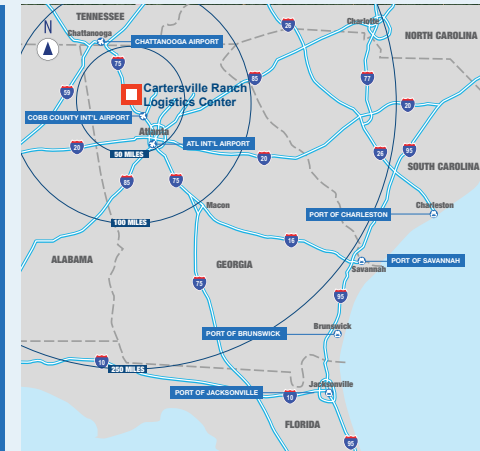 TENNESSEE
N
Chattanooga
CHATTANOOGA AIRPORT
26
Charlotte
NORTH CAROLINA
75
77
85
59
Cartersville Ranch
Logistics Center
20
COBB COUNTY INT'L AIRPORT
Atlanta
ATL INT'L AIRPORT
20
50 MILES
20
26
95
SOUTH CAROLINA
85
75
Macon
Charleston
PORT OF CHARLESTON
100 MILES
16
ALABAMA
GEORGIA
PORT OF SAVANNAH
Savannah
75
95
Brunswick
PORT OF BRUNSWICK
10
250 MILES
Jacksonville
PORT OF JACKSONVILLE
10
FLORIDA
95